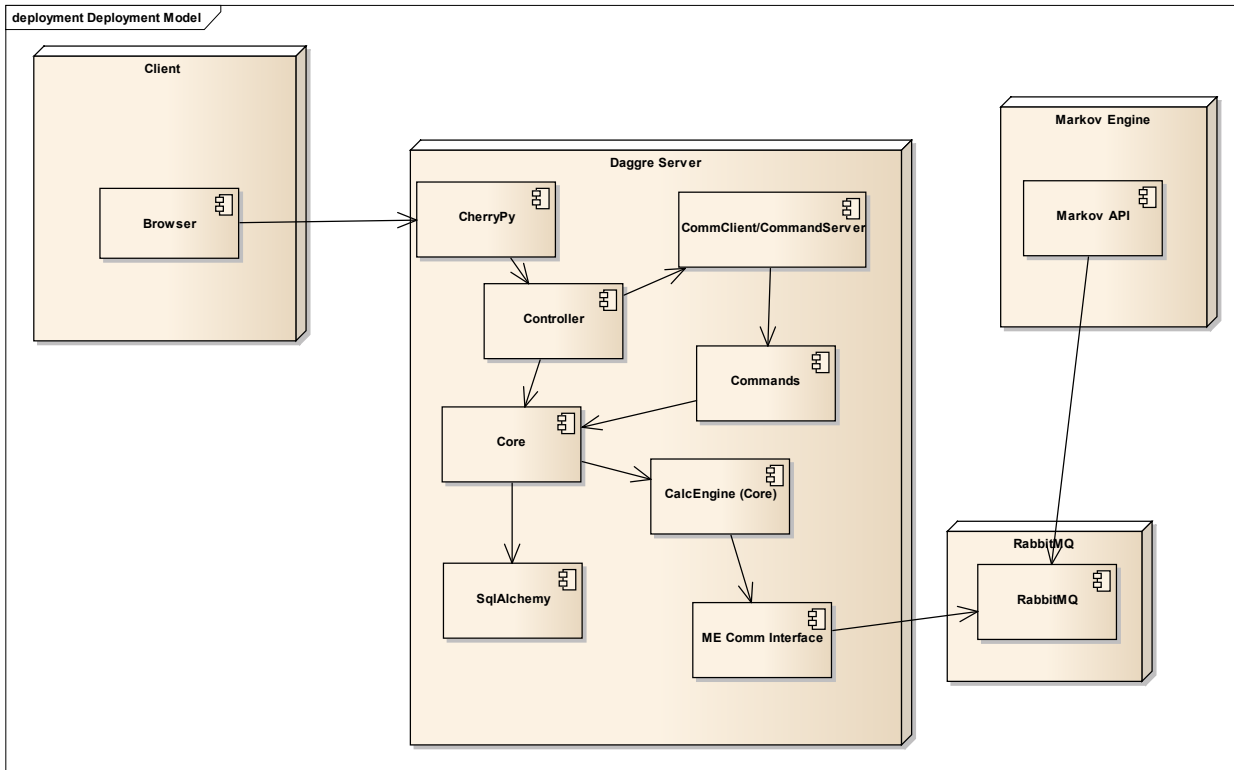 deployment Deployment Model
Client
Browser
Daggre Server
CherryPy
CommClient/CommandServer
Controller
Commands
Core
CalcEngine (Core)
SqlAlchemy
ME Comm Interface
Markov Engine
Markov API
RabbitMQ
RabbitMQ